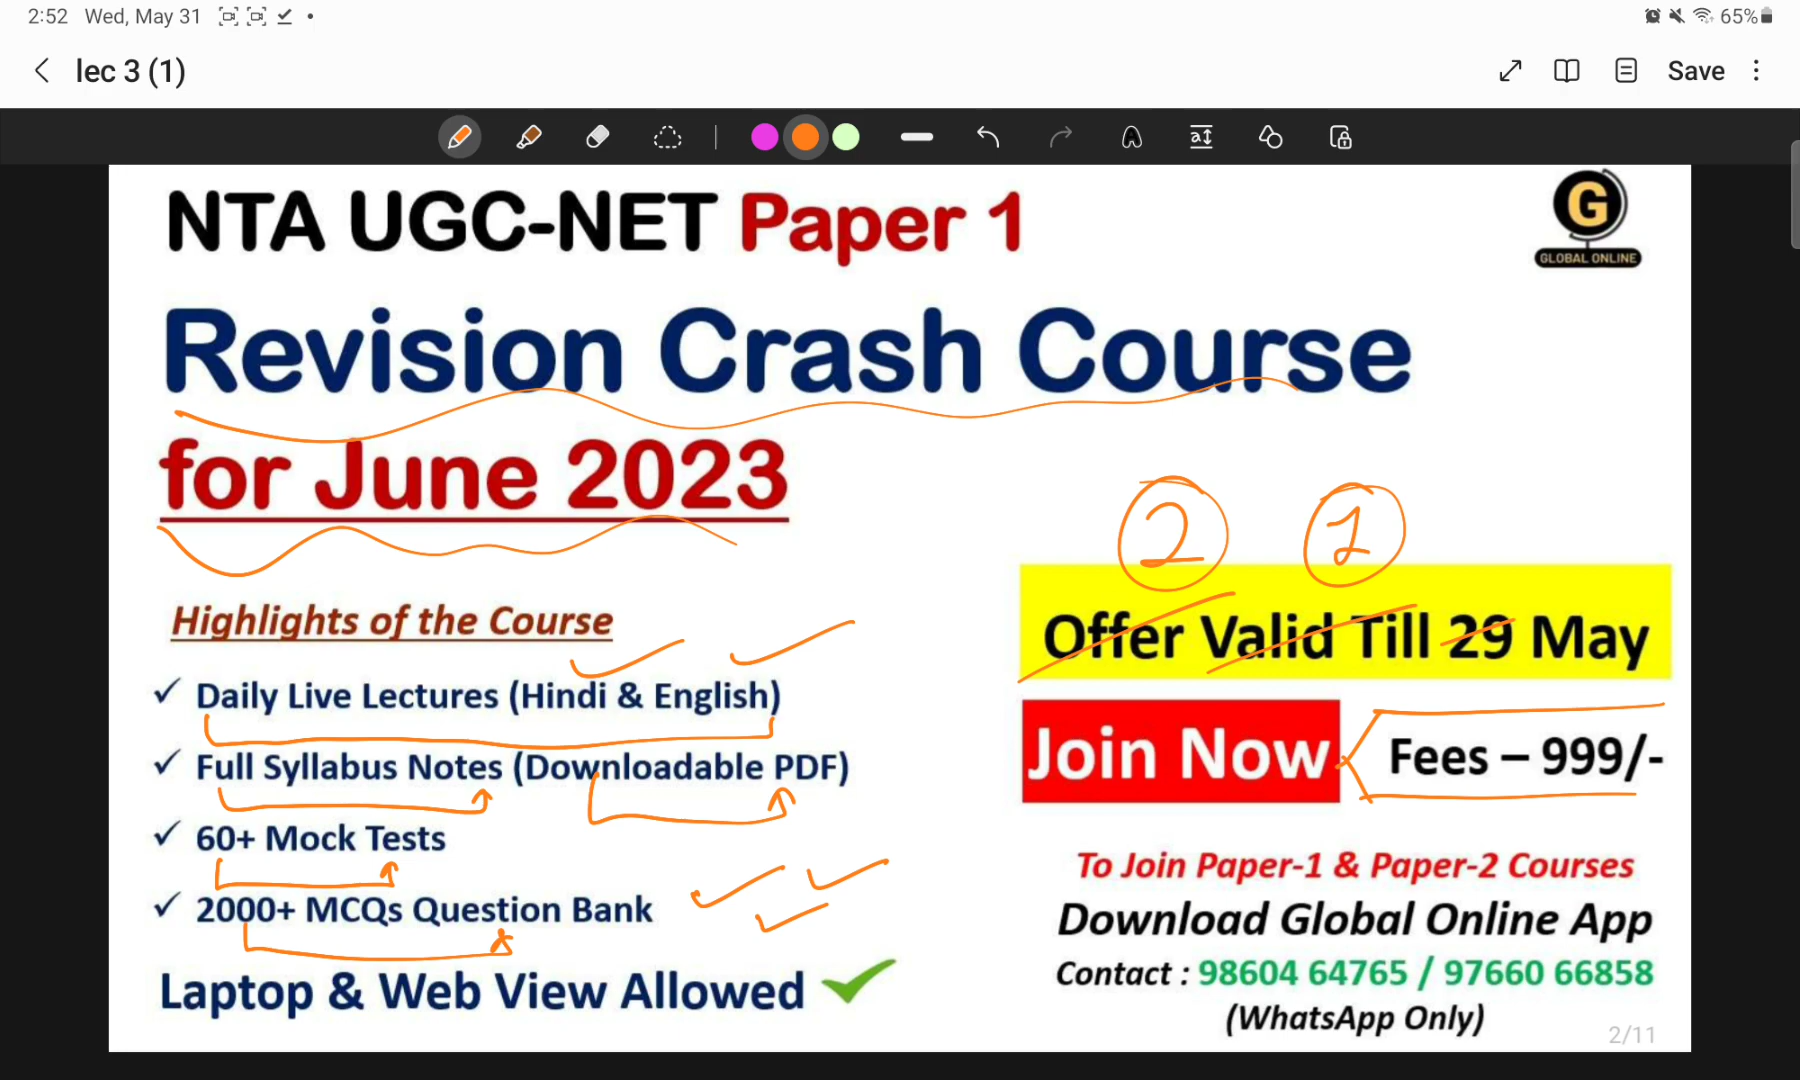 2:52 Wed, May 31
65%
lec 3 (1)
Save
NTA UGC-NET Paper 1
G
GLOBAL ONLINE
Revision Crash Course
for June 2023
2 1
Highlights of the Course
✓ Daily Live Lectures (Hindi & English)
✓ Full Syllabus Notes (Downloadable PDF)
✓ 60+ Mock Tests
✓ 2000+ MCQs Question Bank
Laptop & Web View Allowed
Offer Valid Till 29 May
Join Now Fees – 999/-
To Join Paper-1 & Paper-2 Courses
Download Global Online App
Contact : 98604 64765 / 97660 66858
(WhatsApp Only)
2/11